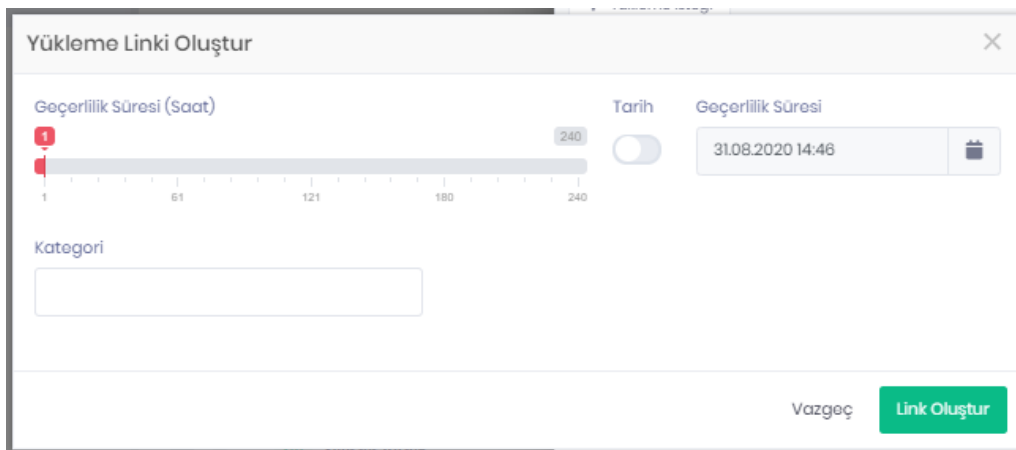 Yükleme Linki Oluştur
Geçerlilik Süresi (Saat)
Tarih
Geçerlilik Süresi
1
240
31.08.2020 14:46
1
61
121
180
240
Kategori
Vazgeç
Link Oluştur